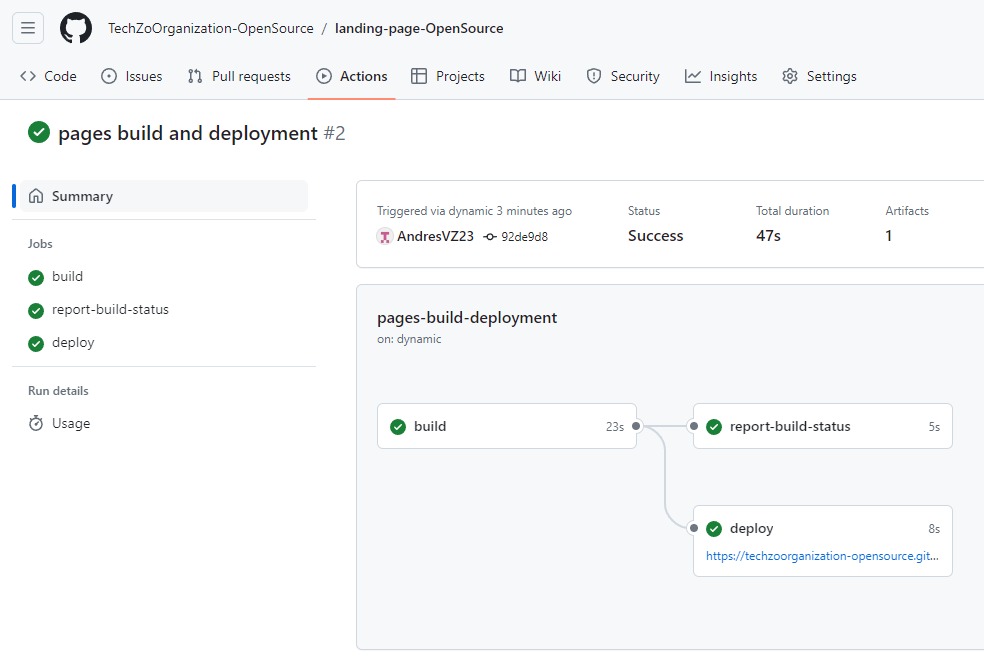 TechZoOrganization-OpenSource / landing-page-OpenSource
Code Issues Pull requests Actions Projects Wiki Security Insights Settings
pages build and deployment #2
Summary
Jobs
build
report-build-status
deploy
Run details
Usage
Triggered via dynamic 3 minutes ago
AndresVZ23 92de9d8
Status
Success
Total duration
47s
Artifacts
1
pages-build-deployment
on: dynamic
build 23s
report-build-status 5s
deploy 8s
https://techzoorganization-opensource.git...